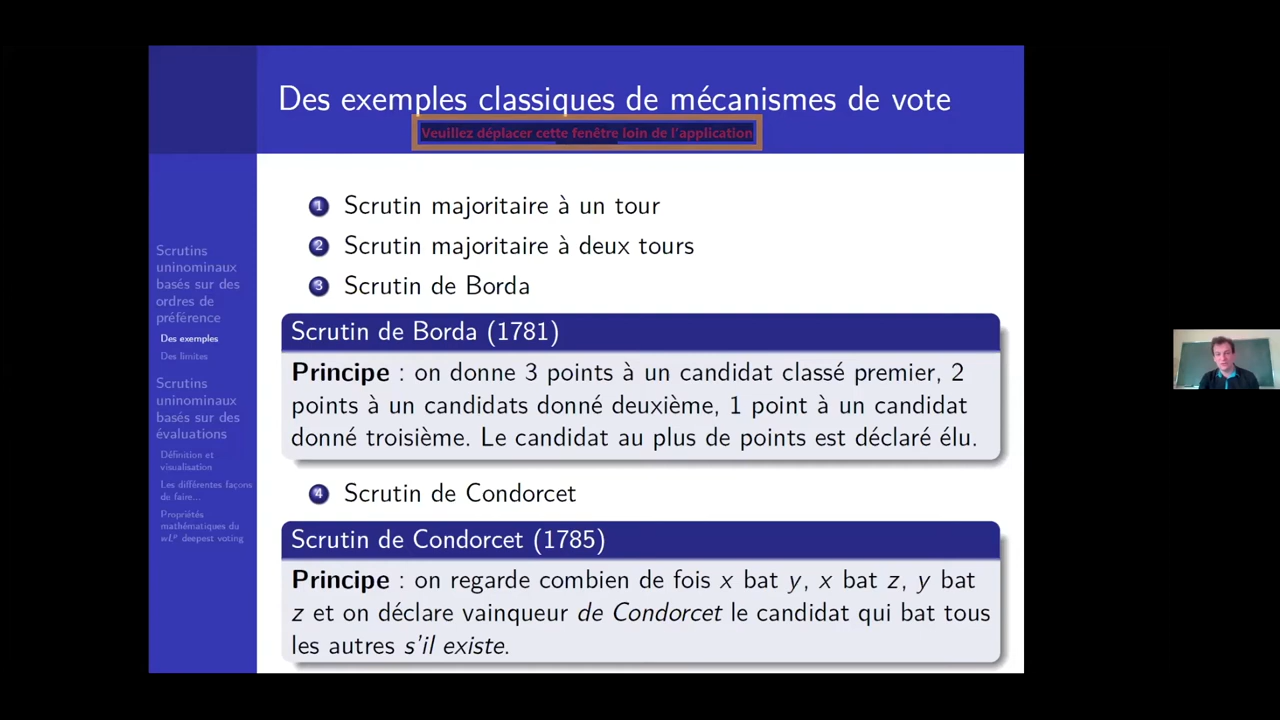 Des exemples classiques de mécanismes de vote
Veuillez déplacer cette fenêtre loin de l'application
Scrutins
uninominaux
basés sur des
ordres de
préférence
Des exemples
Des limites
Scrutins
uninominaux
basés sur des
évaluations
Définition et
visualisation
Les différentes façons
de faire...
Propriétés
mathématiques du
wLᵖ deepest voting
1 Scrutin majoritaire à un tour
2 Scrutin majoritaire à deux tours
3 Scrutin de Borda
Scrutin de Borda (1781)
Principe : on donne 3 points à un candidat classé premier, 2
points à un candidats donné deuxième, 1 point à un candidat
donné troisième. Le candidat au plus de points est déclaré élu.
4 Scrutin de Condorcet
Scrutin de Condorcet (1785)
Principe : on regarde combien de fois x bat y, x bat z, y bat
z et on déclare vainqueur de Condorcet le candidat qui bat tous
les autres s'il existe.